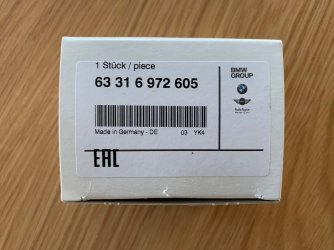 1 Stück / piece
63 31 6 972 605
BMW
GROUP
Made in Germany - DE 03 YK4
EAC